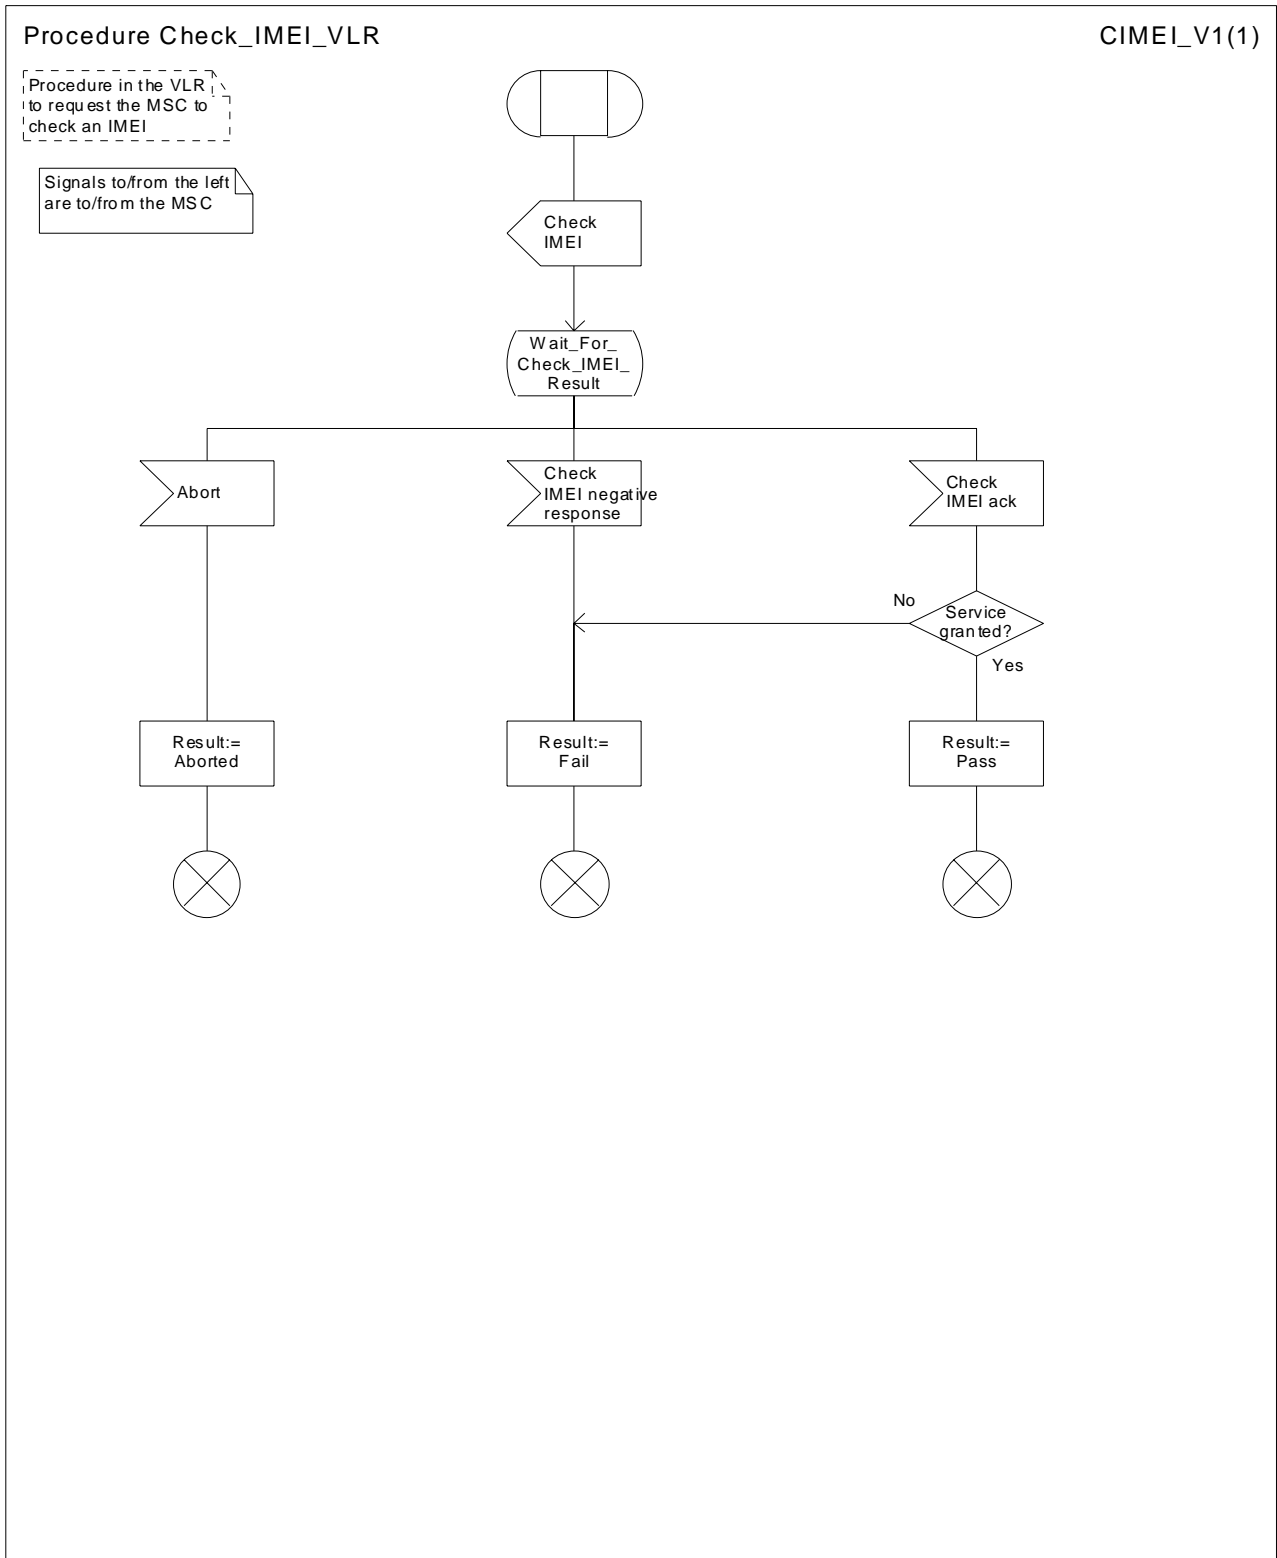 Procedure Check_IMEI_VLR
CIMEI_V1(1)
Procedure in the VLR
to request the MSC to
check an IMEI
Signals to/from the left
are to/from the MSC
Check
IMEI
Wait_For_
Check_IMEI_
Result
Abort
Check
IMEI negative
response
Check
IMEI ack
No
Service
granted?
Yes
Result:=
Aborted
Result:=
Fail
Result:=
Pass